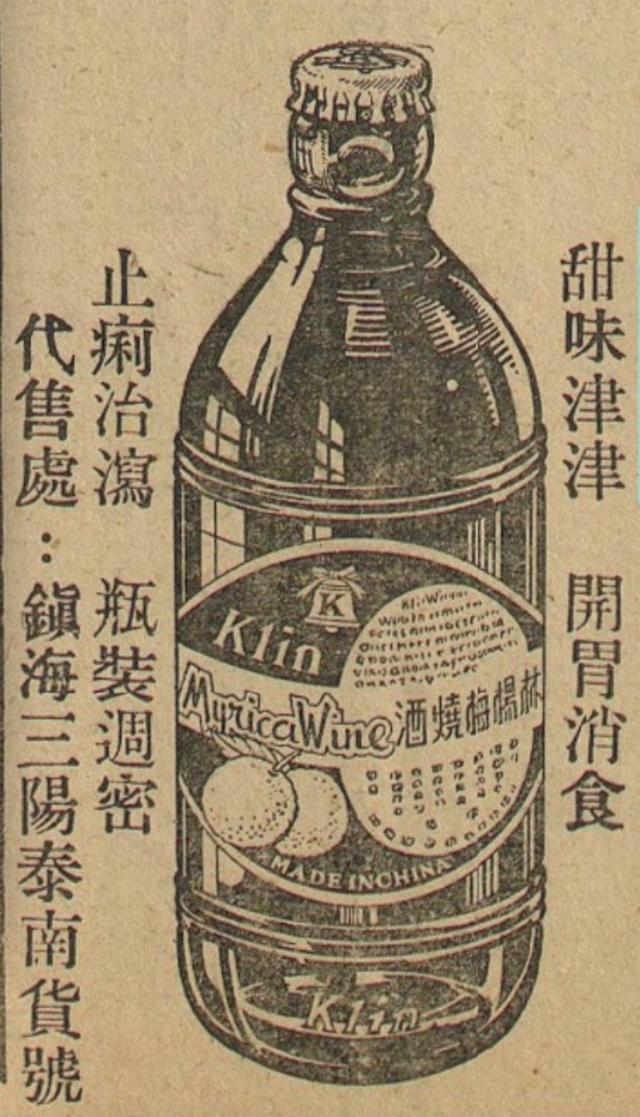 甜味津津　開胃消食
K
Klin
Myrica Wine
林楊梅燒酒
MADE IN CHINA
Klin
止痢治瀉　瓶裝週密
代售處：鎮海三陽泰南貨號